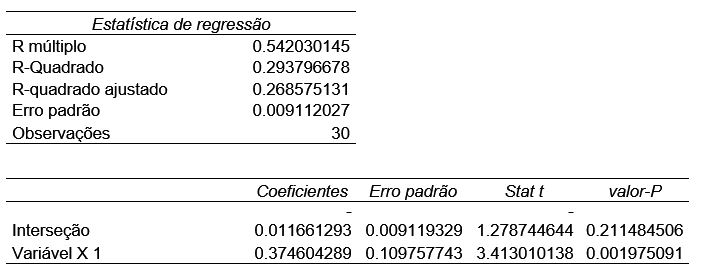 Estatística de regressão
R múltiplo 0.542030145
R-Quadrado 0.293796678
R-quadrado ajustado 0.268575131
Erro padrão 0.009112027
Observações 30
Coeficientes Erro padrão Stat t valor-P
- -
Interseção 0.011661293 0.009119329 1.278744644 0.211484506
Variável X 1 0.374604289 0.109757743 3.413010138 0.001975091